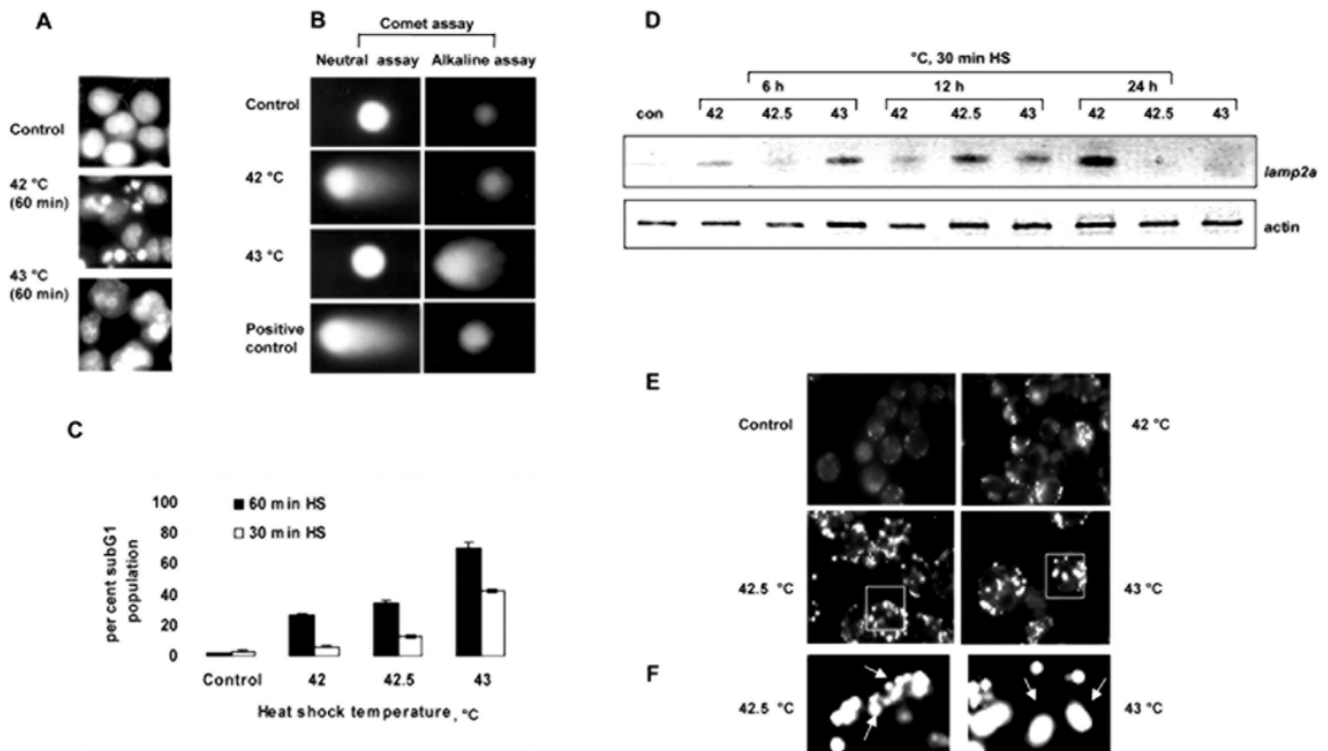 A
Control
42 °C
(60 min)
43 °C
(60 min)
B
Comet assay
Neutral assay Alkaline assay
Control
42 °C
43 °C
Positive
control
C
per cent subG1
population
100
80
60
40
20
0
60 min HS
30 min HS
Control 42 42.5 43
Heat shock temperature, °C
D
°C, 30 min HS
6 h 12 h 24 h
con 42 42.5 43 42 42.5 43 42 42.5 43
lamp2a
actin
E
Control 42 °C
42.5 °C 43 °C
F
42.5 °C 43 °C